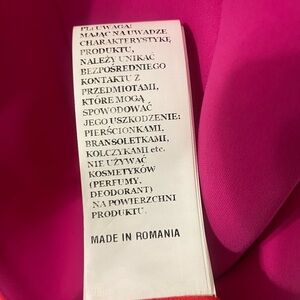 PL: UWAGA!
MAJĄC NA UWADZE
CHARAKTERYSTYKĘ
PRODUKTU,
NALEŻY UNIKAĆ
BEZPOŚREDNIEGO
KONTAKTU Z
PRZEDMIOTAMI,
KTÓRE MOGĄ
SPOWODOWAĆ
JEGO USZKODZENIE:
PIERŚCIONKAMI,
BRANSOLETKAMI,
KOLCZYKAMI etc.
NIE UŻYWAĆ
KOSMETYKÓW
(PERFUMY,
DEODORANT)
NA POWIERZCHNI
PRODUKTU.
MADE IN ROMANIA